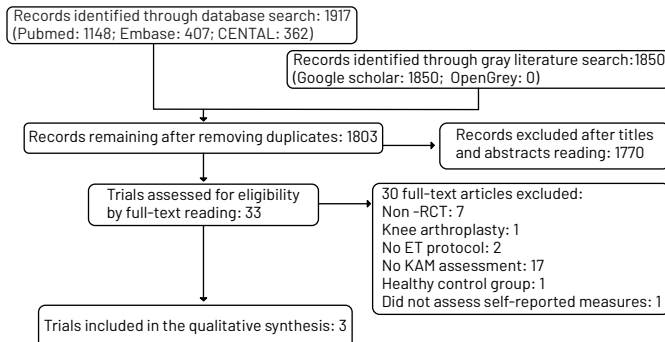 Records identified through database search: 1917
(Pubmed: 1148; Embase: 407; CENTAL: 362)
Records identified through gray literature search:1850
(Google scholar: 1850; OpenGrey: 0)
Records remaining after removing duplicates: 1803
Records excluded after titles
and abstracts reading: 1770
Trials assessed for eligibility
by full-text reading: 33
30 full-text articles excluded:
Non -RCT: 7
Knee arthroplasty: 1
No ET protocol: 2
No KAM assessment: 17
Healthy control group: 1
Did not assess self-reported measures: 1
Trials included in the qualitative synthesis: 3